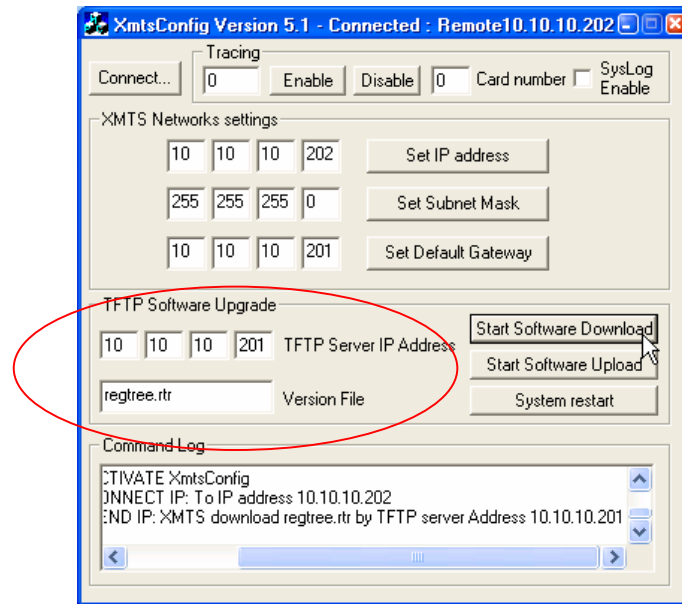 XmtsConfig Version 5.1 - Connected : Remote10.10.10.202
Tracing
Connect...
0
Enable
Disable
0
Card number
SysLog
Enable
XMTS Networks settings
10 10 10 202
Set IP address
255 255 255 0
Set Subnet Mask
10 10 10 201
Set Default Gateway
TFTP Software Upgrade
10 10 10 201
TFTP Server IP Address
Start Software Download
Start Software Upload
regtree.rtr
Version File
System restart
Command Log
CTIVATE XmtsConfig
ONNECT IP: To IP address 10.10.10.202
END IP: XMTS download regtree.rtr by TFTP server Address 10.10.10.201